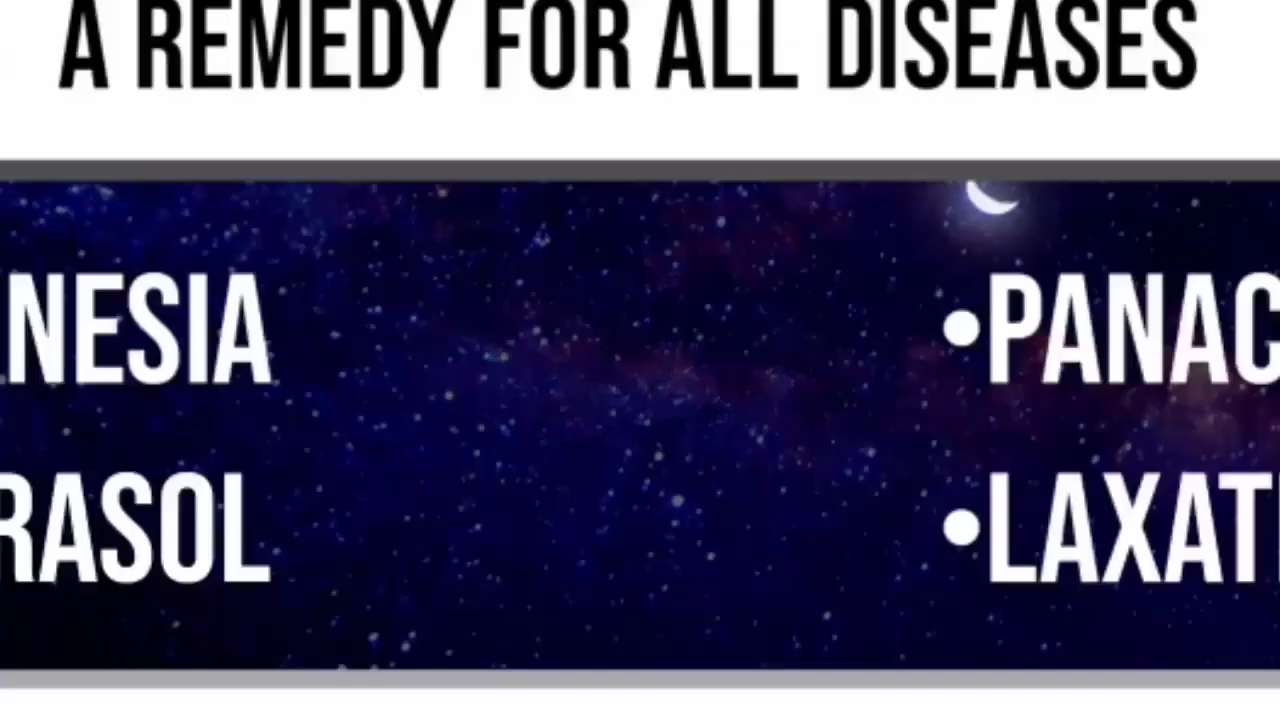 A REMEDY FOR ALL DISEASES
NESIA •PANAC
RASOL •LAXAT